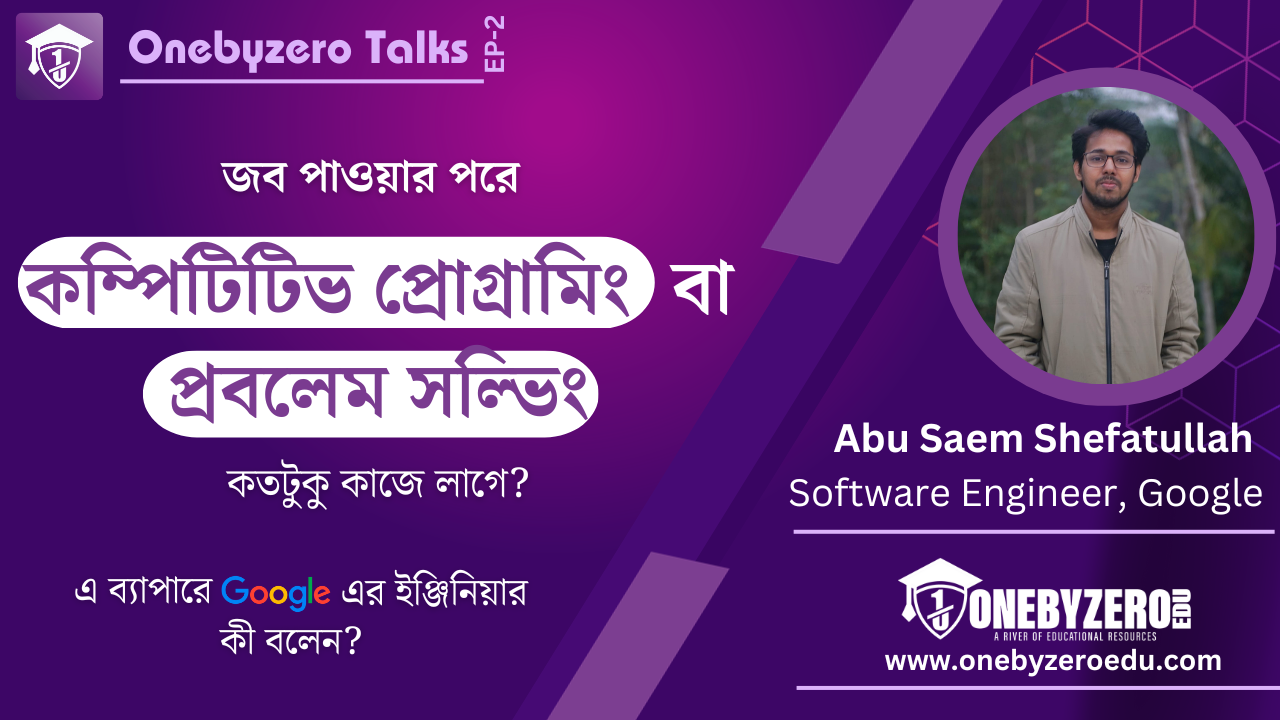 Onebyzero Talks
EP-2
জব পাওয়ার পরে
কম্পিটিটিভ প্রোগ্রামিং বা
প্রবলেম সল্ভিং
কতটুকু কাজে লাগে?
এ ব্যাপারে Google এর ইঞ্জিনিয়ার
কী বলেন?
Abu Saem Shefatullah
Software Engineer, Google
ONEBYZERO EDU
A RIVER OF EDUCATIONAL RESOURCES
www.onebyzeroedu.com